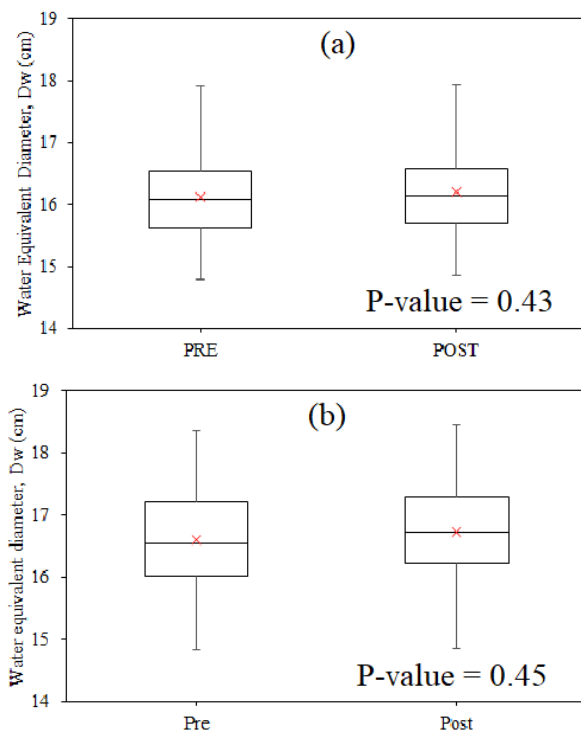 (a)
Water Equivalent Diameter, Dw (cm)
19
18
17
16
15
14
P-value = 0.43
PRE
POST
(b)
Water equivalent diameter, Dw (cm)
19
18
17
16
15
14
P-value = 0.45
Pre
Post